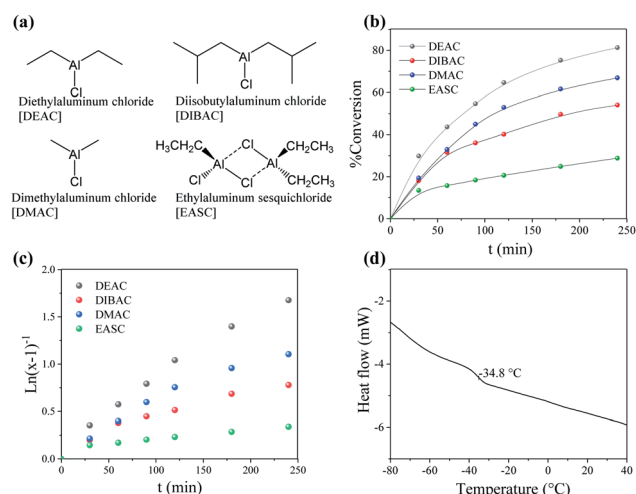 (a)
Al
Cl
Diethylaluminum chloride
[DEAC]
Al
Cl
Diisobutylaluminum chloride
[DIBAC]
Al
Cl
Dimethylaluminum chloride
[DMAC]
H3CH2C
Cl
CH2CH3
Al
Al
Cl
Cl
CH2CH3
Ethylaluminum sesquichloride
[EASC]
(b)
%Conversion
80
60
40
20
0
DEAC
DIBAC
DMAC
EASC
0 50 100 150 200 250
t (min)
(c)
Ln(x-1)-1
2.0
1.5
1.0
0.5
0.0
DEAC
DIBAC
DMAC
EASC
0 50 100 150 200 250
t (min)
(d)
Heat flow (mW)
-2
-4
-6
-34.8 °C
-80 -60 -40 -20 0 20 40
Temperature (°C)